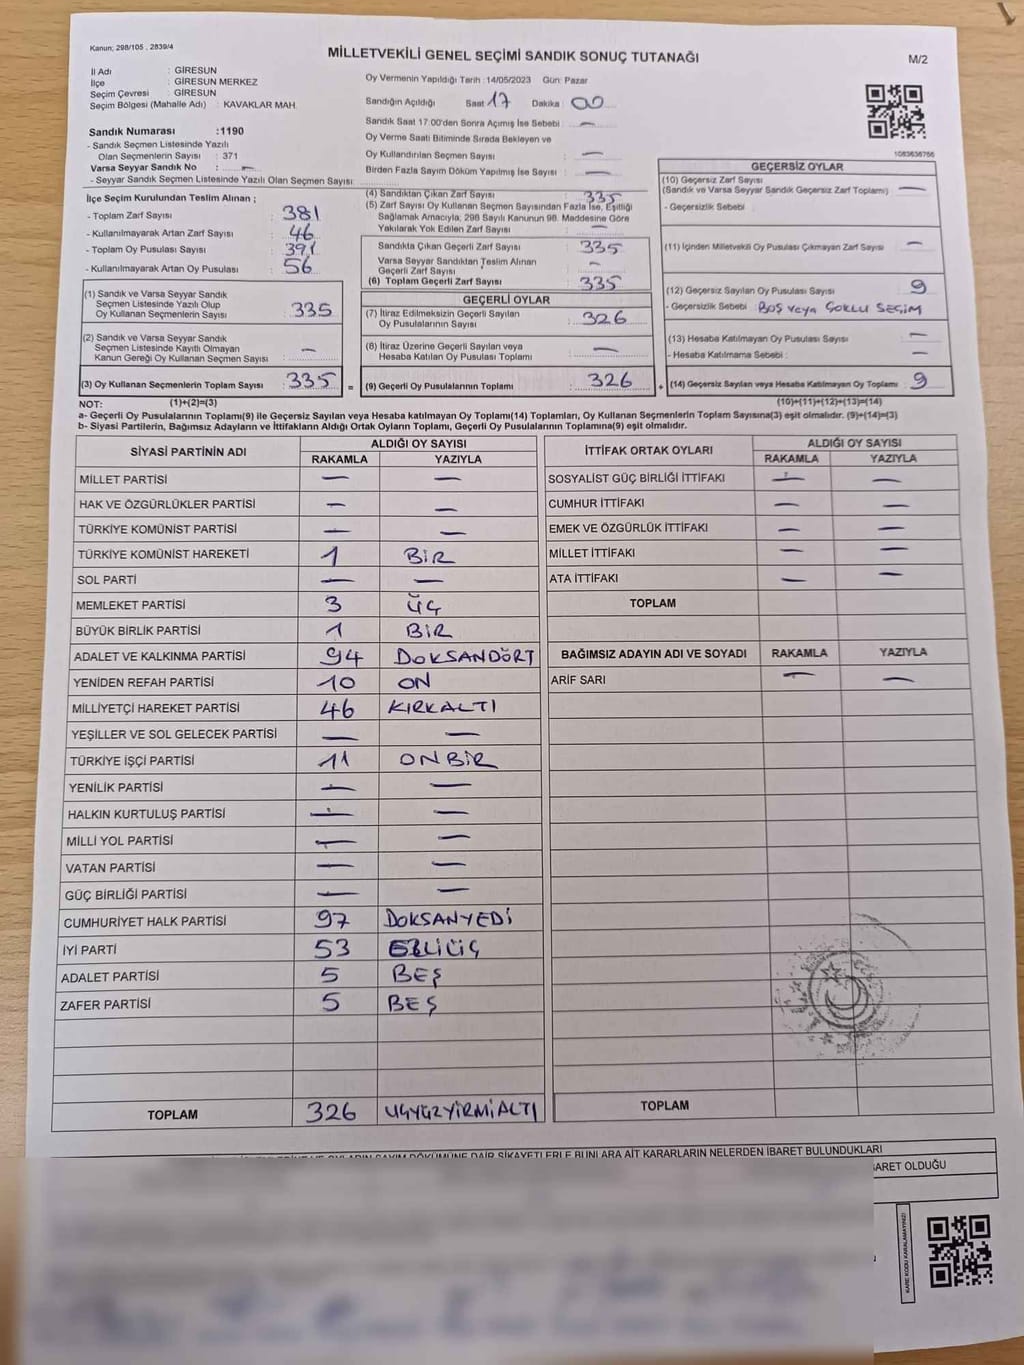 Kanun; 298/105 , 2839/4
MİLLETVEKİLİ GENEL SEÇİMİ SANDIK SONUÇ TUTANAĞI
M/2
İl Adı : GİRESUN
İlçe : GİRESUN MERKEZ
Seçim Çevresi : GİRESUN
Seçim Bölgesi (Mahalle Adı) : KAVAKLAR MAH.
Sandık Numarası :1190
- Sandık Seçmen Listesinde Yazılı
Olan Seçmenlerin Sayısı : 371
Varsa Seyyar Sandık No : —
- Seyyar Sandık Seçmen Listesinde Yazılı Olan Seçmen Sayısı
Oy Vermenin Yapıldığı Tarih : 14/05/2023 Gün: Pazar
Sandığın Açıldığı Saat 17 Dakika : 00
Sandık Saat 17:00'den Sonra Açımış İse Sebebi : —
Oy Verme Saati Bitiminde Sırada Bekleyen ve
Oy Kullandırılan Seçmen Sayısı : —
Birden Fazla Sayım Döküm Yapılmış İse Sayısı : —
1083636766
İlçe Seçim Kurulundan Teslim Alınan ;
- Toplam Zarf Sayısı : 381
- Kullanılmayarak Artan Zarf Sayısı : 46
- Toplam Oy Pusulası Sayısı : 391
- Kullanılmayarak Artan Oy Pusulası : 56
(1) Sandık ve Varsa Seyyar Sandık
Seçmen Listesinde Yazılı Olup
Oy Kullanan Seçmenlerin Sayısı : 335
(2) Sandık ve Varsa Seyyar Sandık
Seçmen Listesinde Kayıtlı Olmayan
Kanun Gereği Oy Kullanan Seçmen Sayısı : —
(3) Oy Kullanan Seçmenlerin Toplam Sayısı : 335 =
(4) Sandıktan Çıkan Zarf Sayısı : 335
(5) Zarf Sayısı Oy Kullanan Seçmen Sayısından Fazla İse, Eşitliği
Sağlamak Amacıyla; 298 Sayılı Kanunun 98. Maddesine Göre
Yakılarak Yok Edilen Zarf Sayısı : —
Sandıkta Çıkan Geçerli Zarf Sayısı : 335
Varsa Seyyar Sandıktan Teslim Alınan
Geçerli Zarf Sayısı : —
(6) Toplam Geçerli Zarf Sayısı : 335
GEÇERLİ OYLAR
(7) İtiraz Edilmeksizin Geçerli Sayılan
Oy Pusulalarının Sayısı : 326
(8) İtiraz Üzerine Geçerli Sayılan veya
Hesaba Katılan Oy Pusulası Toplamı : —
(9) Geçerli Oy Pusulalarının Toplamı : 326 +
GEÇERSİZ OYLAR
(10) Geçersiz Zarf Sayısı
(Sandık ve Varsa Seyyar Sandık Geçersiz Zarf Toplamı) : —
- Geçersizlik Sebebi :
(11) İçinden Milletvekili Oy Pusulası Çıkmayan Zarf Sayısı : —
(12) Geçersiz Sayılan Oy Pusulası Sayısı : 9
- Geçersizlik Sebebi : BOŞ veya ÇOKLU SEÇİM
(13) Hesaba Katılmayan Oy Pusulası Sayısı : —
- Hesaba Katılmama Sebebi : —
(14) Geçersiz Sayılan veya Hesaba Katılmayan Oy Toplamı : 9
NOT: (1)+(2)=(3) (10)+(11)+(12)+(13)=(14)
a- Geçerli Oy Pusulalarının Toplamı(9) ile Geçersiz Sayılan veya Hesaba katılmayan Oy Toplamı(14) Toplamları, Oy Kullanan Seçmenlerin Toplam Sayısına(3) eşit olmalıdır. (9)+(14)=(3)
b- Siyasi Partilerin, Bağımsız Adayların ve İttifakların Aldığı Ortak Oyların Toplamı, Geçerli Oy Pusulalarının Toplamına(9) eşit olmalıdır.
SİYASİ PARTİNİN ADI ALDIĞI OY SAYISI
RAKAMLA YAZIYLA
MİLLET PARTİSİ — —
HAK VE ÖZGÜRLÜKLER PARTİSİ — —
TÜRKİYE KOMÜNİST PARTİSİ — —
TÜRKİYE KOMÜNİST HAREKETİ 1 BİR
SOL PARTİ — —
MEMLEKET PARTİSİ 3 ÜÇ
BÜYÜK BİRLİK PARTİSİ 1 BİR
ADALET VE KALKINMA PARTİSİ 94 DOKSANDÖRT
YENİDEN REFAH PARTİSİ 10 ON
MİLLİYETÇİ HAREKET PARTİSİ 46 KIRKALTI
YEŞİLLER VE SOL GELECEK PARTİSİ — —
TÜRKİYE İŞÇİ PARTİSİ 11 ONBİR
YENİLİK PARTİSİ — —
HALKIN KURTULUŞ PARTİSİ — —
MİLLİ YOL PARTİSİ — —
VATAN PARTİSİ — —
GÜÇ BİRLİĞİ PARTİSİ — —
CUMHURİYET HALK PARTİSİ 97 DOKSANYEDİ
İYİ PARTİ 53 ELLİÜÇ
ADALET PARTİSİ 5 BEŞ
ZAFER PARTİSİ 5 BEŞ
TOPLAM 326 ÜÇYÜZYİRMİALTI
İTTİFAK ORTAK OYLARI ALDIĞI OY SAYISI
RAKAMLA YAZIYLA
SOSYALİST GÜÇ BİRLİĞİ İTTİFAKI — —
CUMHUR İTTİFAKI — —
EMEK VE ÖZGÜRLÜK İTTİFAKI — —
MİLLET İTTİFAKI — —
ATA İTTİFAKI — —
TOPLAM
BAĞIMSIZ ADAYIN ADI VE SOYADI RAKAMLA YAZIYLA
ARİF SARI — —
TOPLAM
OYLARIN SAYIM DÖKÜMÜNE DAİR ŞİKAYETLERLE BUNLARA AİT KARARLARIN NELERDEN İBARET BULUNDUKLARI
BARET OLDUĞU
KARE KODU KARALAMAYINIZ!